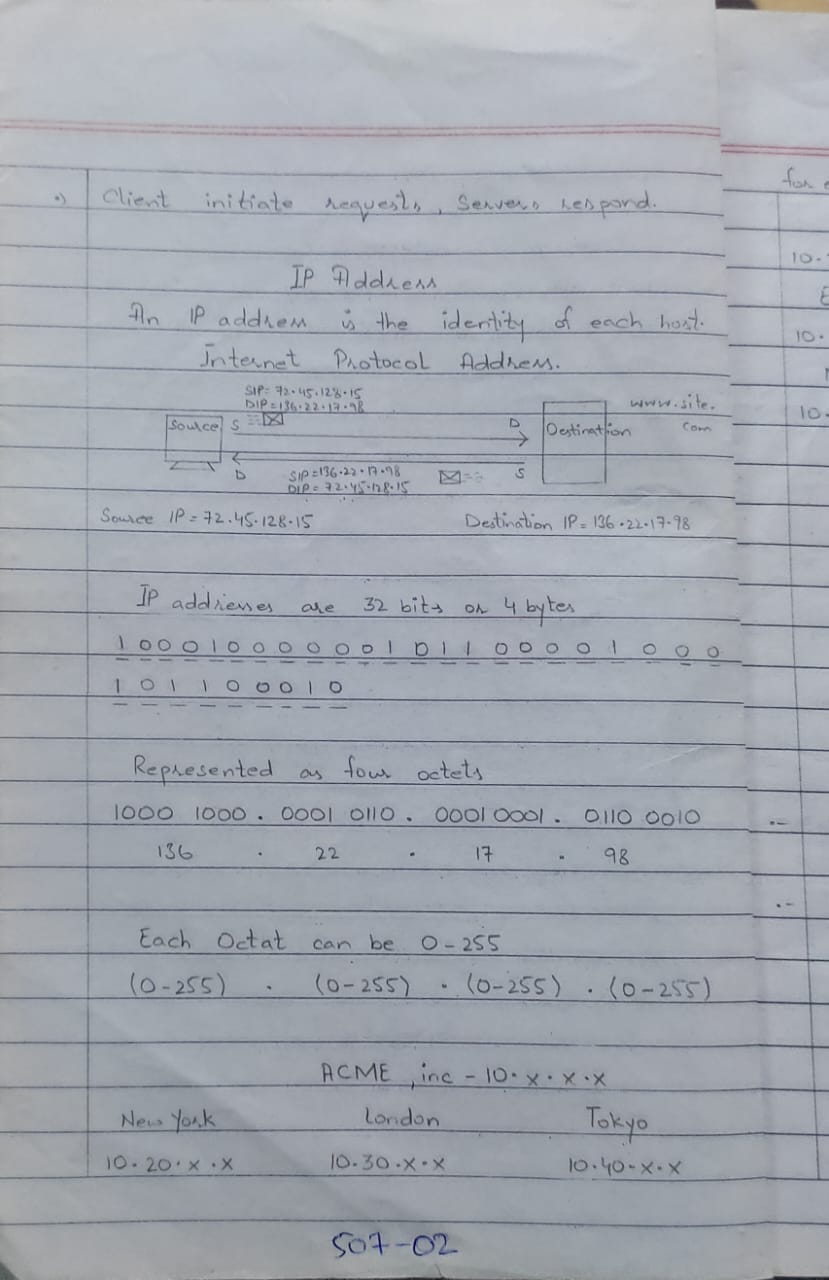 •) Client initiate requests, Servers respond.
IP Address
An IP address is the identity of each host.
Internet Protocol Address.
SIP= 72.45.128.15
DIP=136.22.17.98
www.site.
Source S D Destination com
D SIP=136.22.17.98 S
DIP= 72.45.128.15
Source IP = 72.45.128.15 Destination IP = 136.22.17.98
IP addresses are 32 bits or 4 bytes
1 0 0 0 1 0 0 0 0 0 0 1 0 1 1 0 0 0 0 1 0 0 0
1 0 1 1 0 0 0 1 0
Represented as four octets
1000 1000 . 0001 0110 . 0001 0001 . 0110 0010
136 . 22 . 17 . 98
Each Octat can be 0-255
(0-255) . (0-255) . (0-255) . (0-255)
ACME, inc - 10.x.x.x
New York London Tokyo
10.20.x.x 10.30.x.x 10.40.x.x
507-02
for
10.
10.
10.